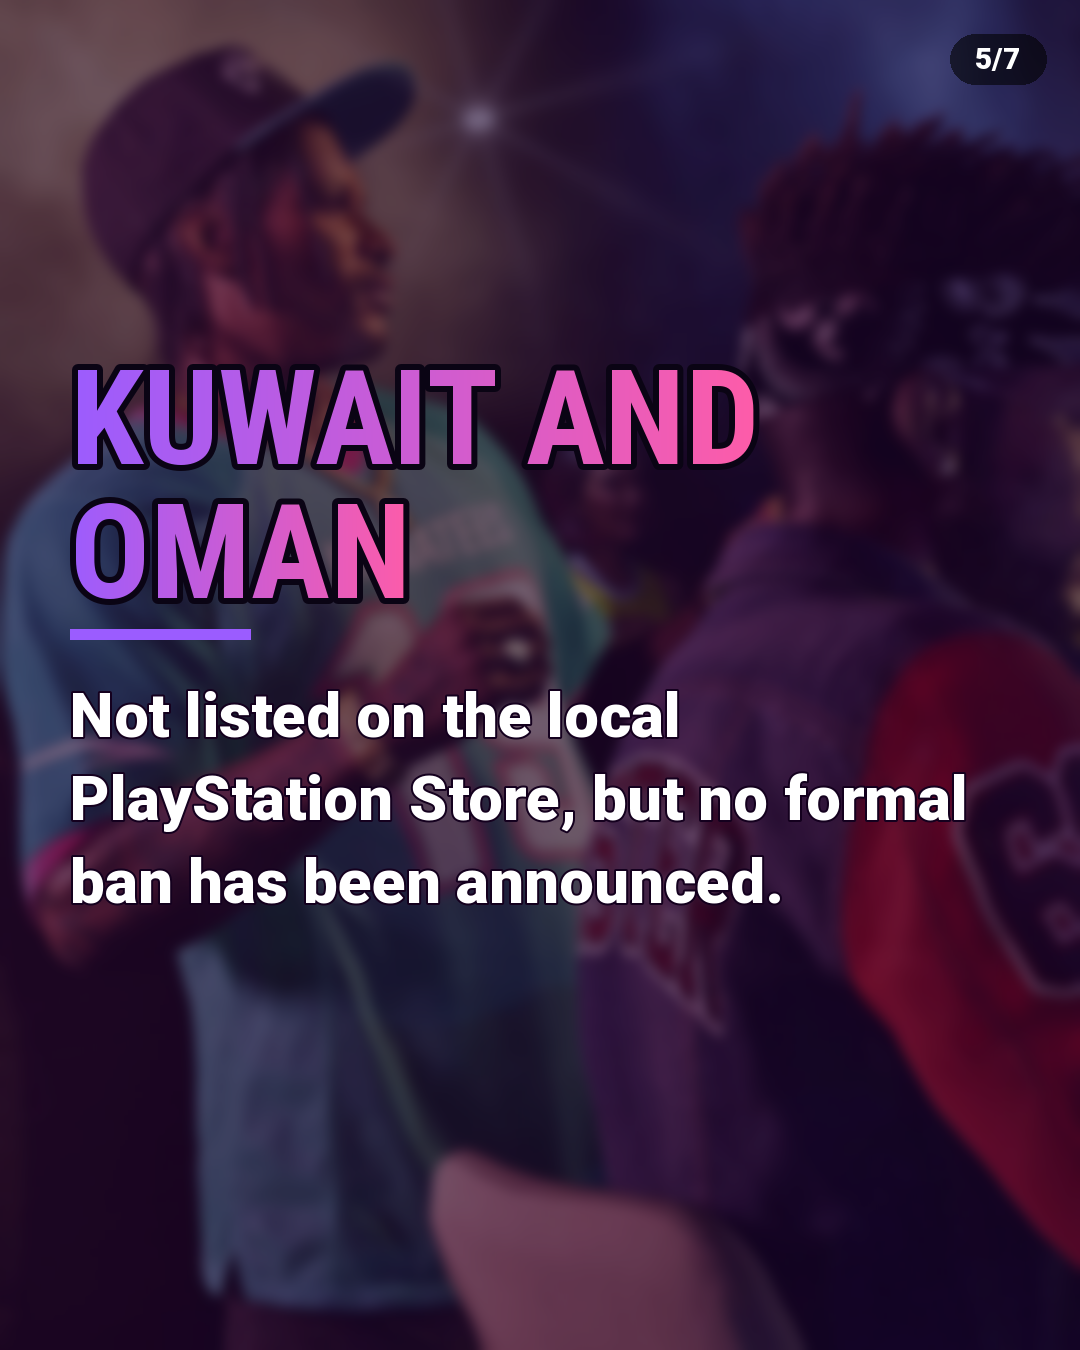 5/7
KUWAIT AND
OMAN
Not listed on the local
PlayStation Store, but no formal
ban has been announced.